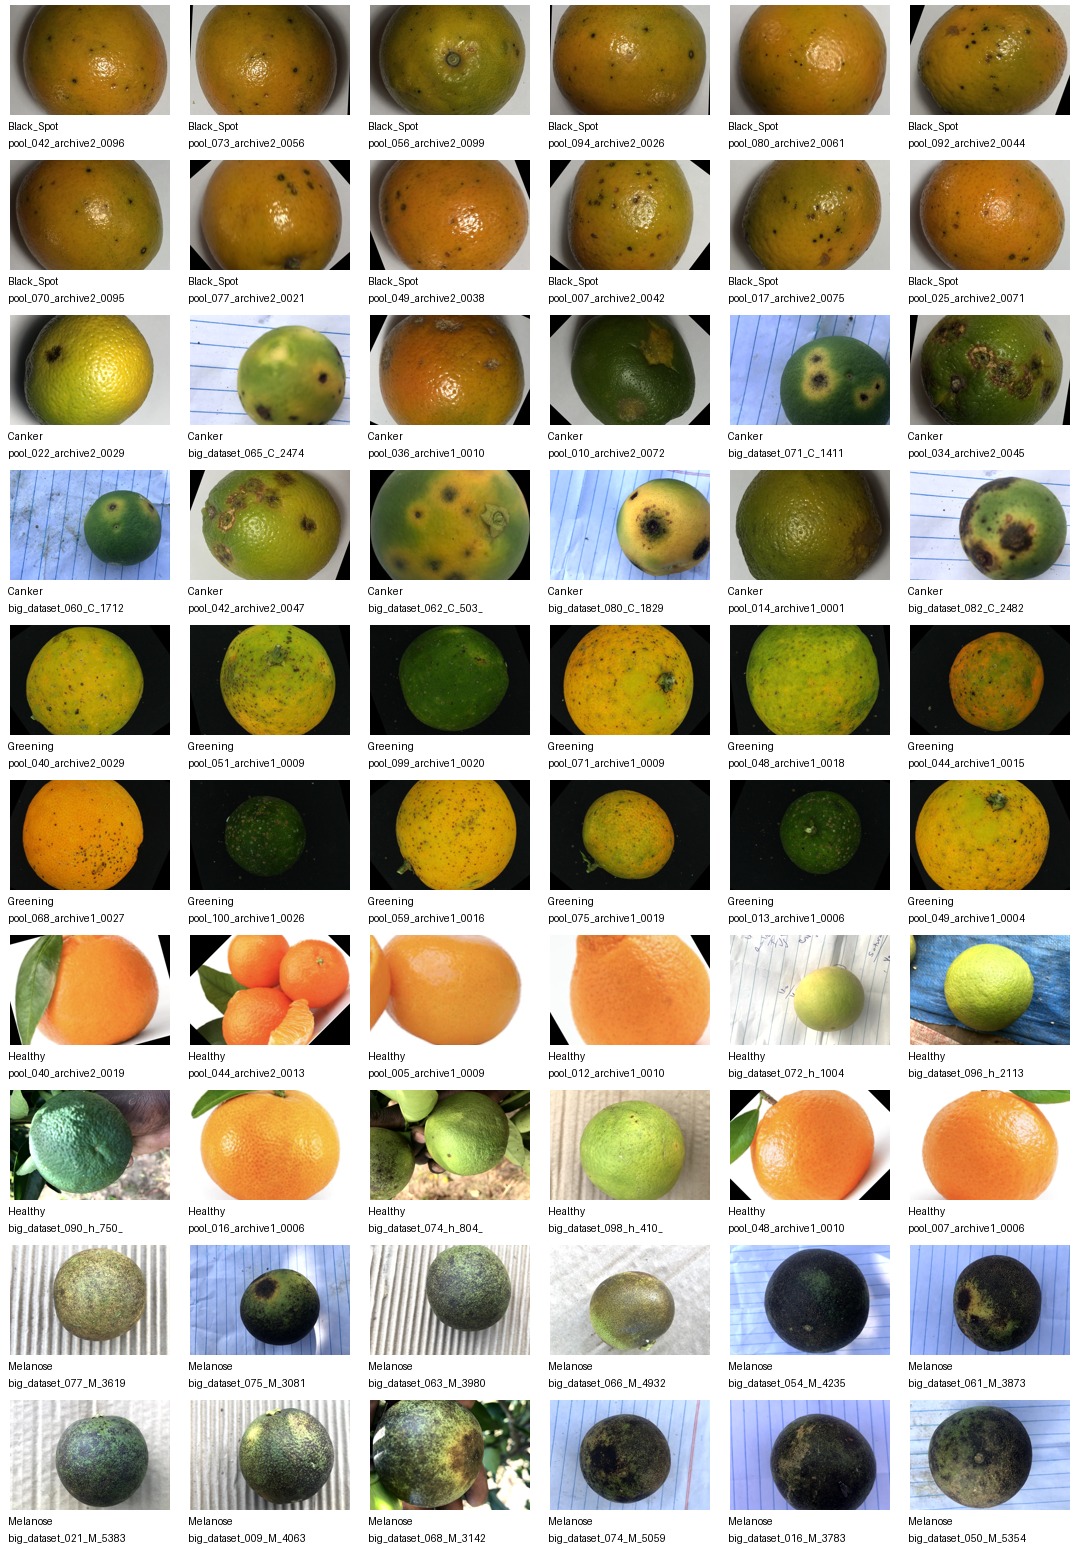 Black_Spot Black_Spot Black_Spot Black_Spot Black_Spot Black_Spot
pool_042_archive2_0096 pool_073_archive2_0056 pool_056_archive2_0099 pool_094_archive2_0026 pool_080_archive2_0061 pool_092_archive2_0044
Black_Spot Black_Spot Black_Spot Black_Spot Black_Spot Black_Spot
pool_070_archive2_0095 pool_077_archive2_0021 pool_049_archive2_0038 pool_007_archive2_0042 pool_017_archive2_0075 pool_025_archive2_0071
Canker Canker Canker Canker Canker Canker
pool_022_archive2_0029 big_dataset_065_C_2474 pool_036_archive1_0010 pool_010_archive2_0072 big_dataset_071_C_1411 pool_034_archive2_0045
Canker Canker Canker Canker Canker Canker
big_dataset_060_C_1712 pool_042_archive2_0047 big_dataset_062_C_503_ big_dataset_080_C_1829 pool_014_archive1_0001 big_dataset_082_C_2482
Greening Greening Greening Greening Greening Greening
pool_040_archive2_0029 pool_051_archive1_0009 pool_099_archive1_0020 pool_071_archive1_0009 pool_048_archive1_0018 pool_044_archive1_0015
Greening Greening Greening Greening Greening Greening
pool_068_archive1_0027 pool_100_archive1_0026 pool_059_archive1_0016 pool_075_archive1_0019 pool_013_archive1_0006 pool_049_archive1_0004
Healthy Healthy Healthy Healthy Healthy Healthy
pool_040_archive2_0019 pool_044_archive2_0013 pool_005_archive1_0009 pool_012_archive1_0010 big_dataset_072_h_1004 big_dataset_096_h_2113
Healthy Healthy Healthy Healthy Healthy Healthy
big_dataset_090_h_750_ pool_016_archive1_0006 big_dataset_074_h_804_ big_dataset_098_h_410_ pool_048_archive1_0010 pool_007_archive1_0006
Melanose Melanose Melanose Melanose Melanose Melanose
big_dataset_077_M_3619 big_dataset_075_M_3081 big_dataset_063_M_3980 big_dataset_066_M_4932 big_dataset_054_M_4235 big_dataset_061_M_3873
Melanose Melanose Melanose Melanose Melanose Melanose
big_dataset_021_M_5383 big_dataset_009_M_4063 big_dataset_068_M_3142 big_dataset_074_M_5059 big_dataset_016_M_3783 big_dataset_050_M_5354